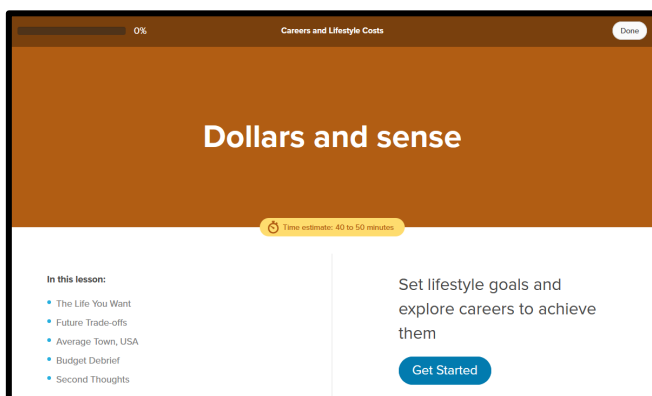 0%
Careers and Lifestyle Costs
Done
Dollars and sense
Time estimate: 40 to 50 minutes
In this lesson:
The Life You Want
Future Trade-offs
Average Town, USA
Budget Debrief
Second Thoughts
Set lifestyle goals and
explore careers to achieve
them
Get Started